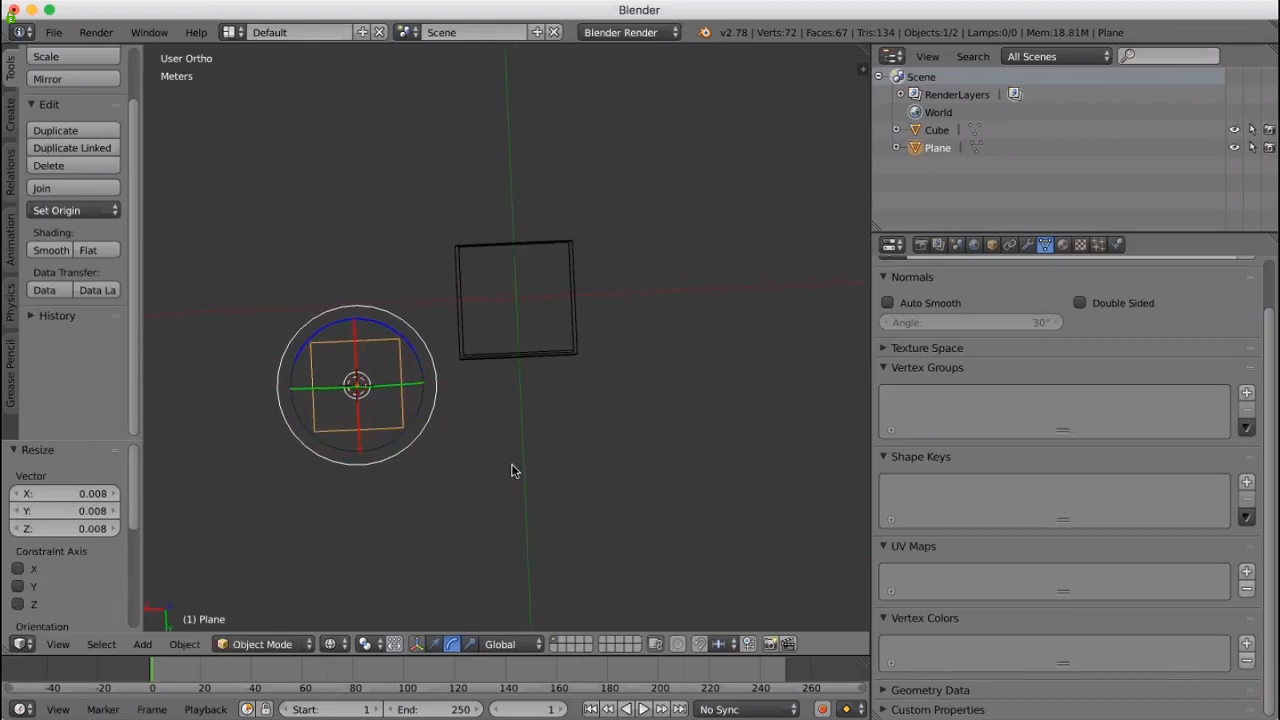 Blender
File Render Window Help Default Scene Blender Render v2.78 | Verts:72 | Faces:67 | Tris:134 | Objects:1/2 | Lamps:0/0 | Mem:18.81M | Plane
Tools
Create
Relations
Animation
Physics
Grease Pencil
Scale
Mirror
Edit
Duplicate
Duplicate Linked
Delete
Join
Set Origin
Shading:
Smooth Flat
Data Transfer:
Data Data La
History
Resize
Vector
X: 0.008
Y: 0.008
Z: 0.008
Constraint Axis
X
Y
Z
Orientation
User Ortho
Meters
(1) Plane
View Select Add Object Object Mode Global
-40 -20 0 20 40 60 80 100 120 140 160 180 200 220 240 260
View Marker Frame Playback Start: 1 End: 250 1 No Sync
View Search All Scenes
Scene
RenderLayers |
World
Cube |
Plane |
Normals
Auto Smooth Double Sided
Angle: 30°
Texture Space
Vertex Groups
Shape Keys
UV Maps
Vertex Colors
Geometry Data
Custom Properties